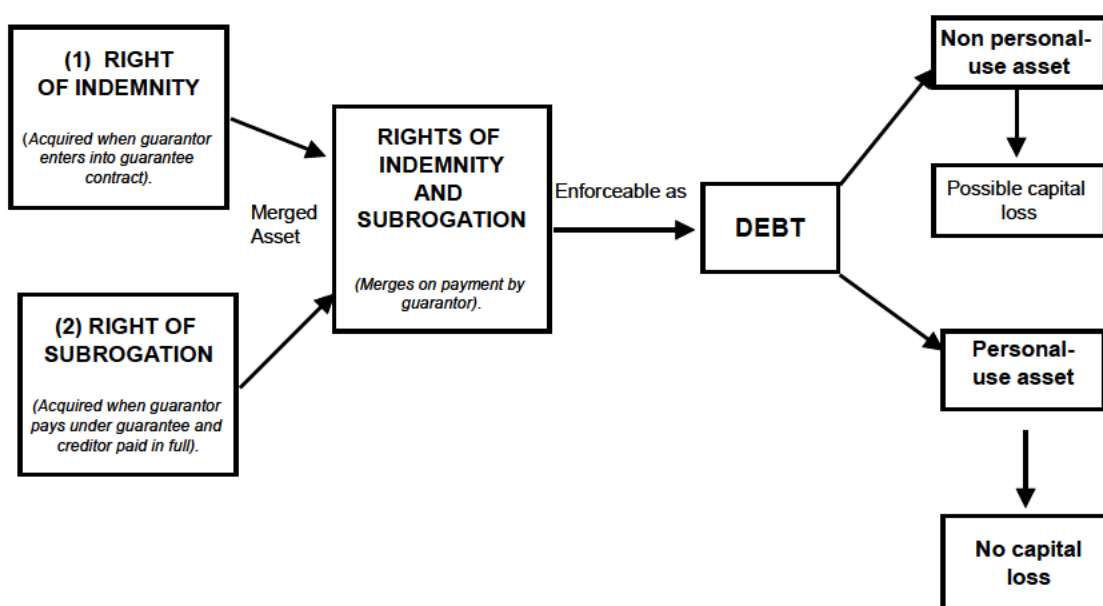 (1) RIGHT
OF INDEMNITY
(Acquired when guarantor
enters into guarantee
contract).
(2) RIGHT OF
SUBROGATION
(Acquired when guarantor
pays under guarantee and
creditor paid in full).
Merged
Asset
RIGHTS OF
INDEMNITY
AND
SUBROGATION
(Merges on payment by
guarantor).
Enforceable as
DEBT
Non personal-
use asset
Possible capital
loss
Personal-
use asset
No capital
loss